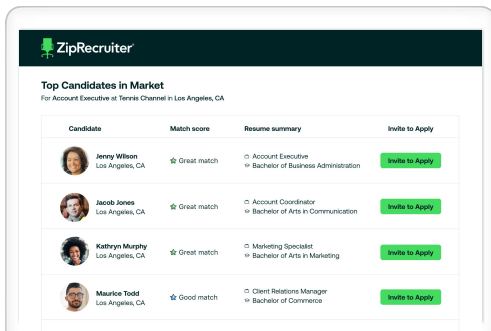 ZipRecruiter
Top Candidates in Market
For Account Executive at Tennis Channel in Los Angeles, CA
Candidate Match score Resume summary Invite to Apply
Jenny Wilson
Los Angeles, CA
Great match
Account Executive
Bachelor of Business Administration
Invite to Apply
Jacob Jones
Los Angeles, CA
Great match
Account Coordinator
Bachelor of Arts in Communication
Invite to Apply
Kathryn Murphy
Los Angeles, CA
Great match
Marketing Specialist
Bachelor of Arts in Marketing
Invite to Apply
Maurice Todd
Los Angeles, CA
Good match
Client Relations Manager
Bachelor of Commerce
Invite to Apply